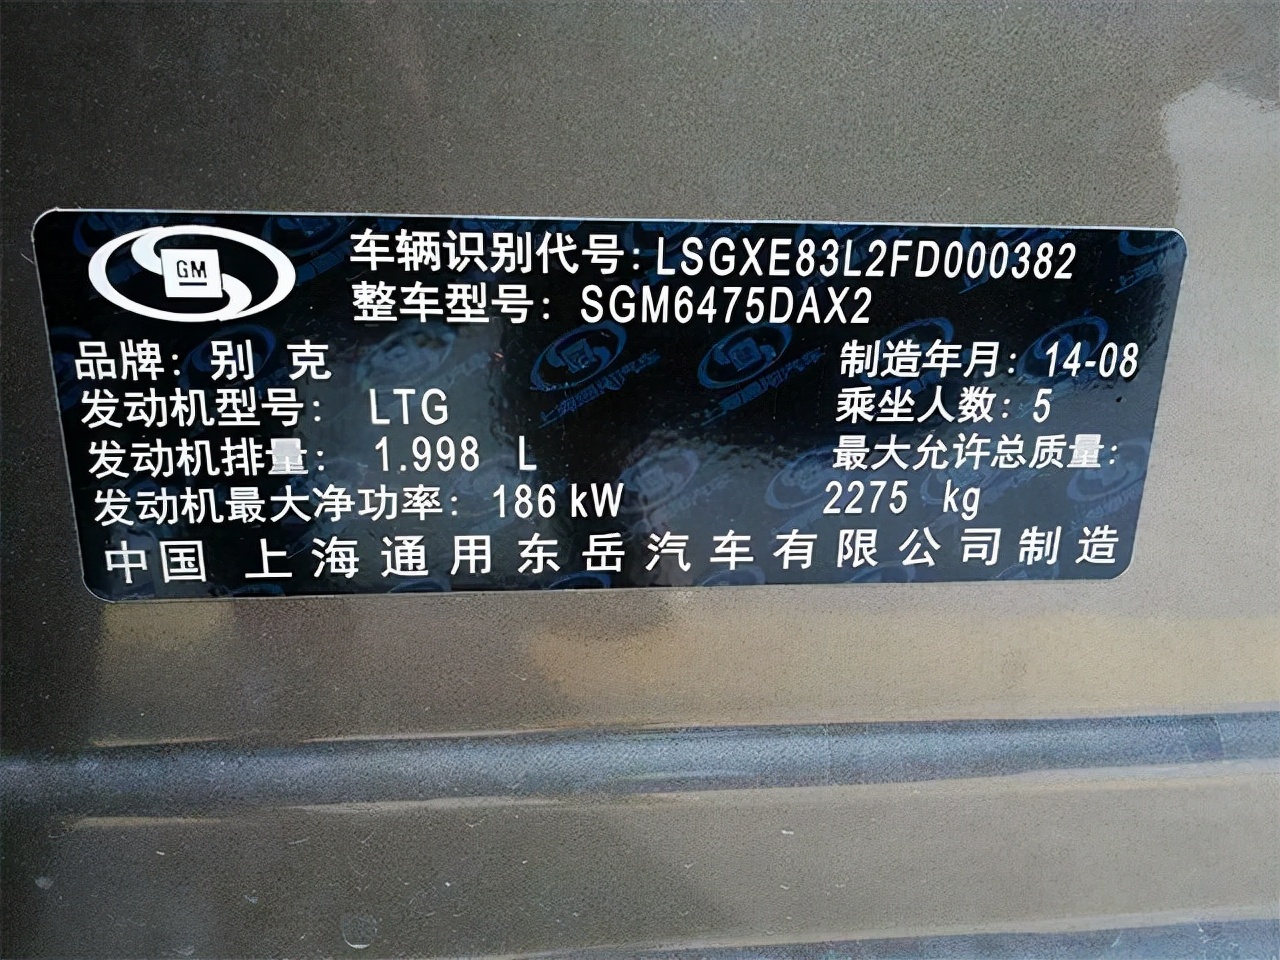 GM
车辆识别代号：LSGXE83L2FD000382
整车型号：SGM6475DAX2
品牌：别 克 制造年月：14-08
发动机型号：LTG 乘坐人数：5
发动机排量：1.998 L 最大允许总质量：
发动机最大净功率：186 kW 2275 kg
中国 上海通用东岳汽车有限公司制造